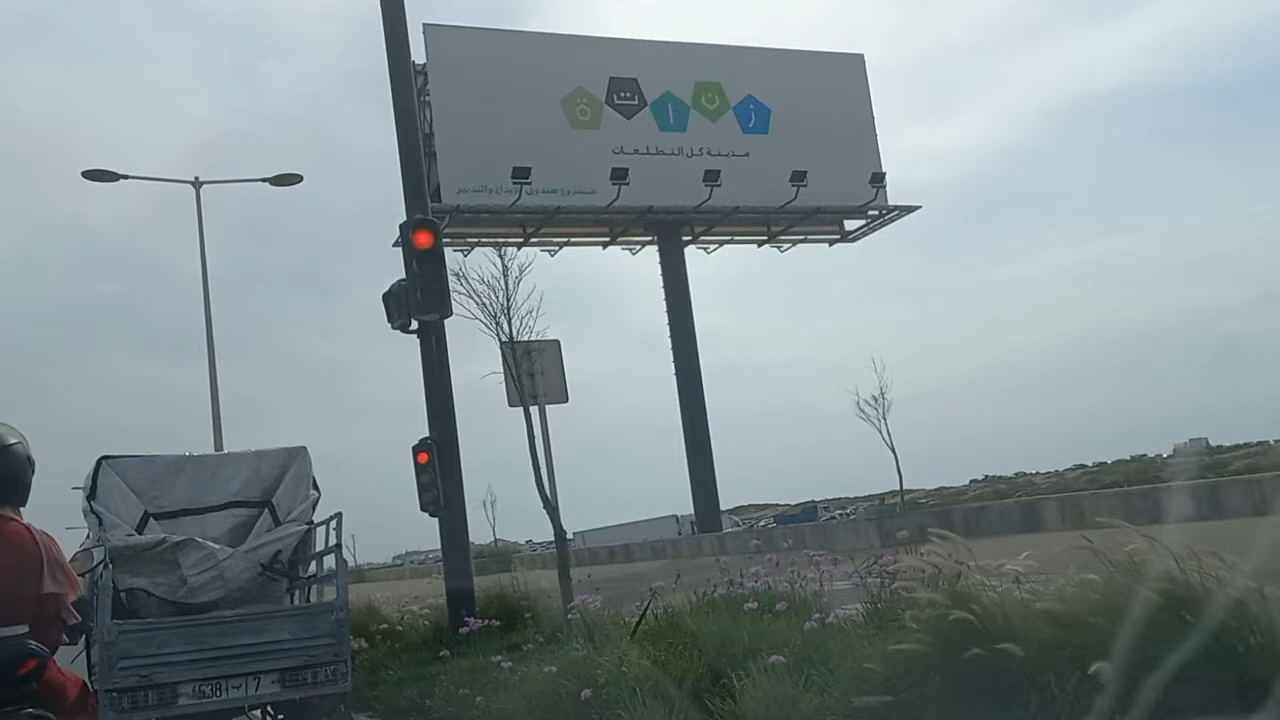 زناتة
مدينة كل التطلعات
مشروع صندوق الإيداع والتدبير
538 | ب | 7